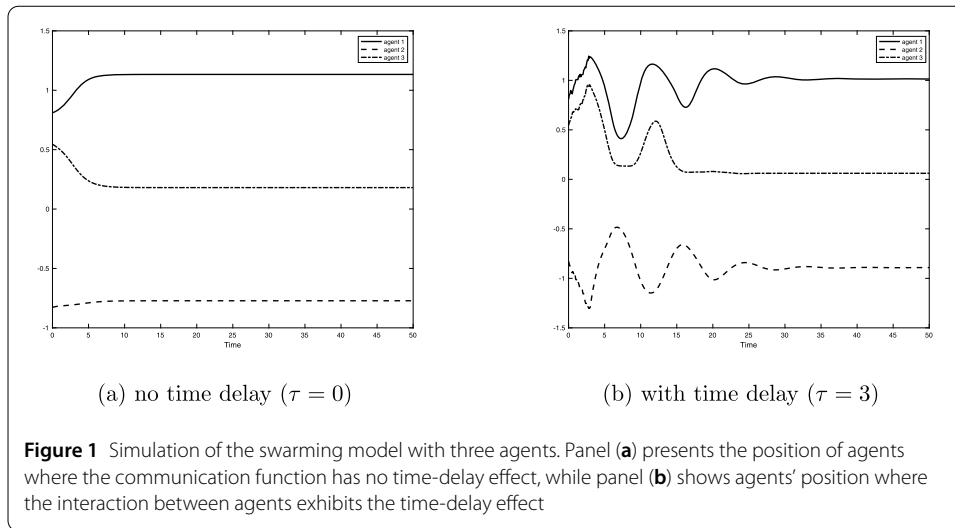 1.5
agent 1
agent 2
agent 3
1
0.5
0
-0.5
-1
0 5 10 15 20 25 30 35 40 45 50
Time
(a) no time delay (τ = 0)
1.5
agent 1
agent 2
agent 3
1
0.5
0
-0.5
-1
-1.5
0 5 10 15 20 25 30 35 40 45 50
Time
(b) with time delay (τ = 3)
Figure 1 Simulation of the swarming model with three agents. Panel (a) presents the position of agents
where the communication function has no time-delay effect, while panel (b) shows agents' position where
the interaction between agents exhibits the time-delay effect